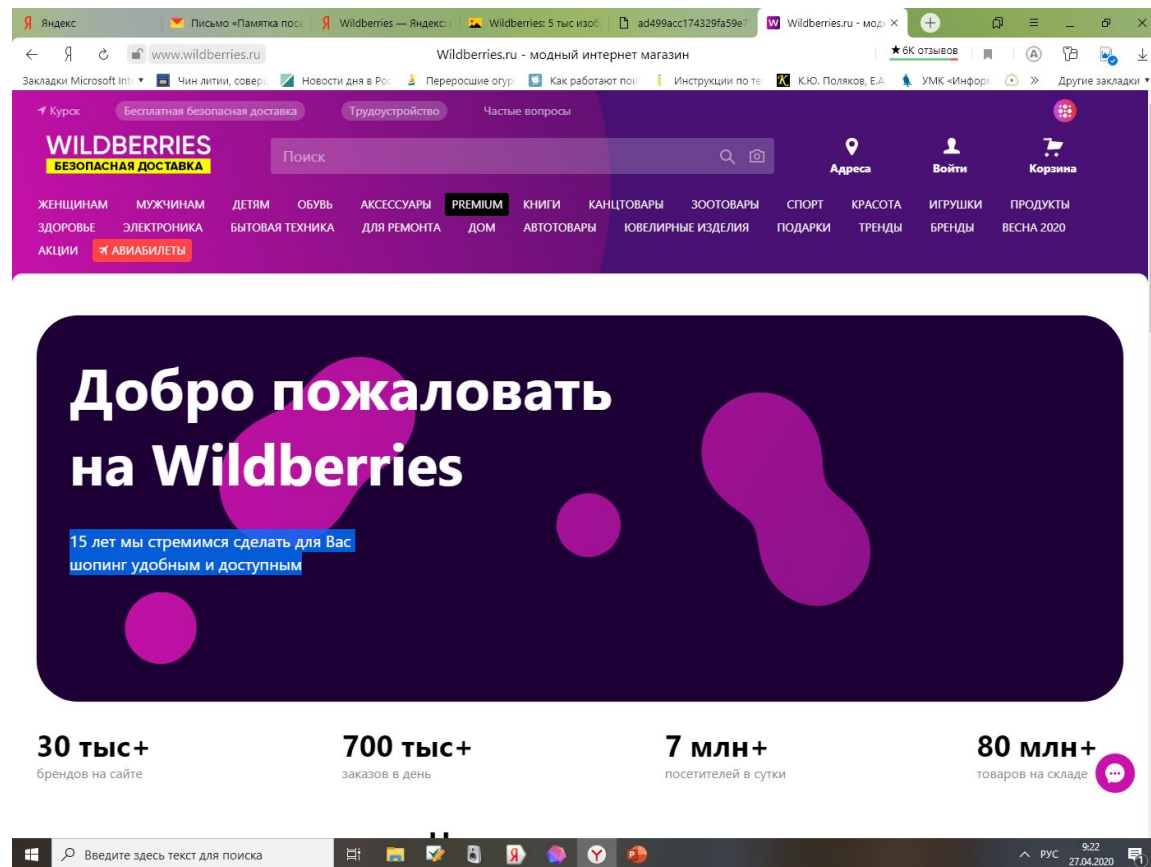 Яндекс
Письмо «Памятка посе
Wildberries — Яндекс:
Wildberries: 5 тыс изоб
ad499acc174329fa59e7
Wildberries.ru - мод
www.wildberries.ru
Wildberries.ru - модный интернет магазин
★ 6K отзывов
Закладки Microsoft Int
Чин литии, совер
Новости дня в Рос
Переросшие огур
Как работают пои
Инструкции по те
К.Ю. Поляков, Е.А.
УМК «Информ
Другие закладки
Курск
Бесплатная безопасная доставка
Трудоустройство
Частые вопросы
WILDBERRIES
БЕЗОПАСНАЯ ДОСТАВКА
Поиск
Адреса
Войти
Корзина
ЖЕНЩИНАМ МУЖЧИНАМ ДЕТЯМ ОБУВЬ АКСЕССУАРЫ PREMIUM КНИГИ КАНЦТОВАРЫ ЗООТОВАРЫ СПОРТ КРАСОТА ИГРУШКИ ПРОДУКТЫ
ЗДОРОВЬЕ ЭЛЕКТРОНИКА БЫТОВАЯ ТЕХНИКА ДЛЯ РЕМОНТА ДОМ АВТОТОВАРЫ ЮВЕЛИРНЫЕ ИЗДЕЛИЯ ПОДАРКИ ТРЕНДЫ БРЕНДЫ ВЕСНА 2020
АКЦИИ АВИАБИЛЕТЫ
Добро пожаловать
на Wildberries
15 лет мы стремимся сделать для Вас
шопинг удобным и доступным
30 тыс+
брендов на сайте
700 тыс+
заказов в день
7 млн+
посетителей в сутки
80 млн+
товаров на складе
Введите здесь текст для поиска
РУС
9:22
27.04.2020